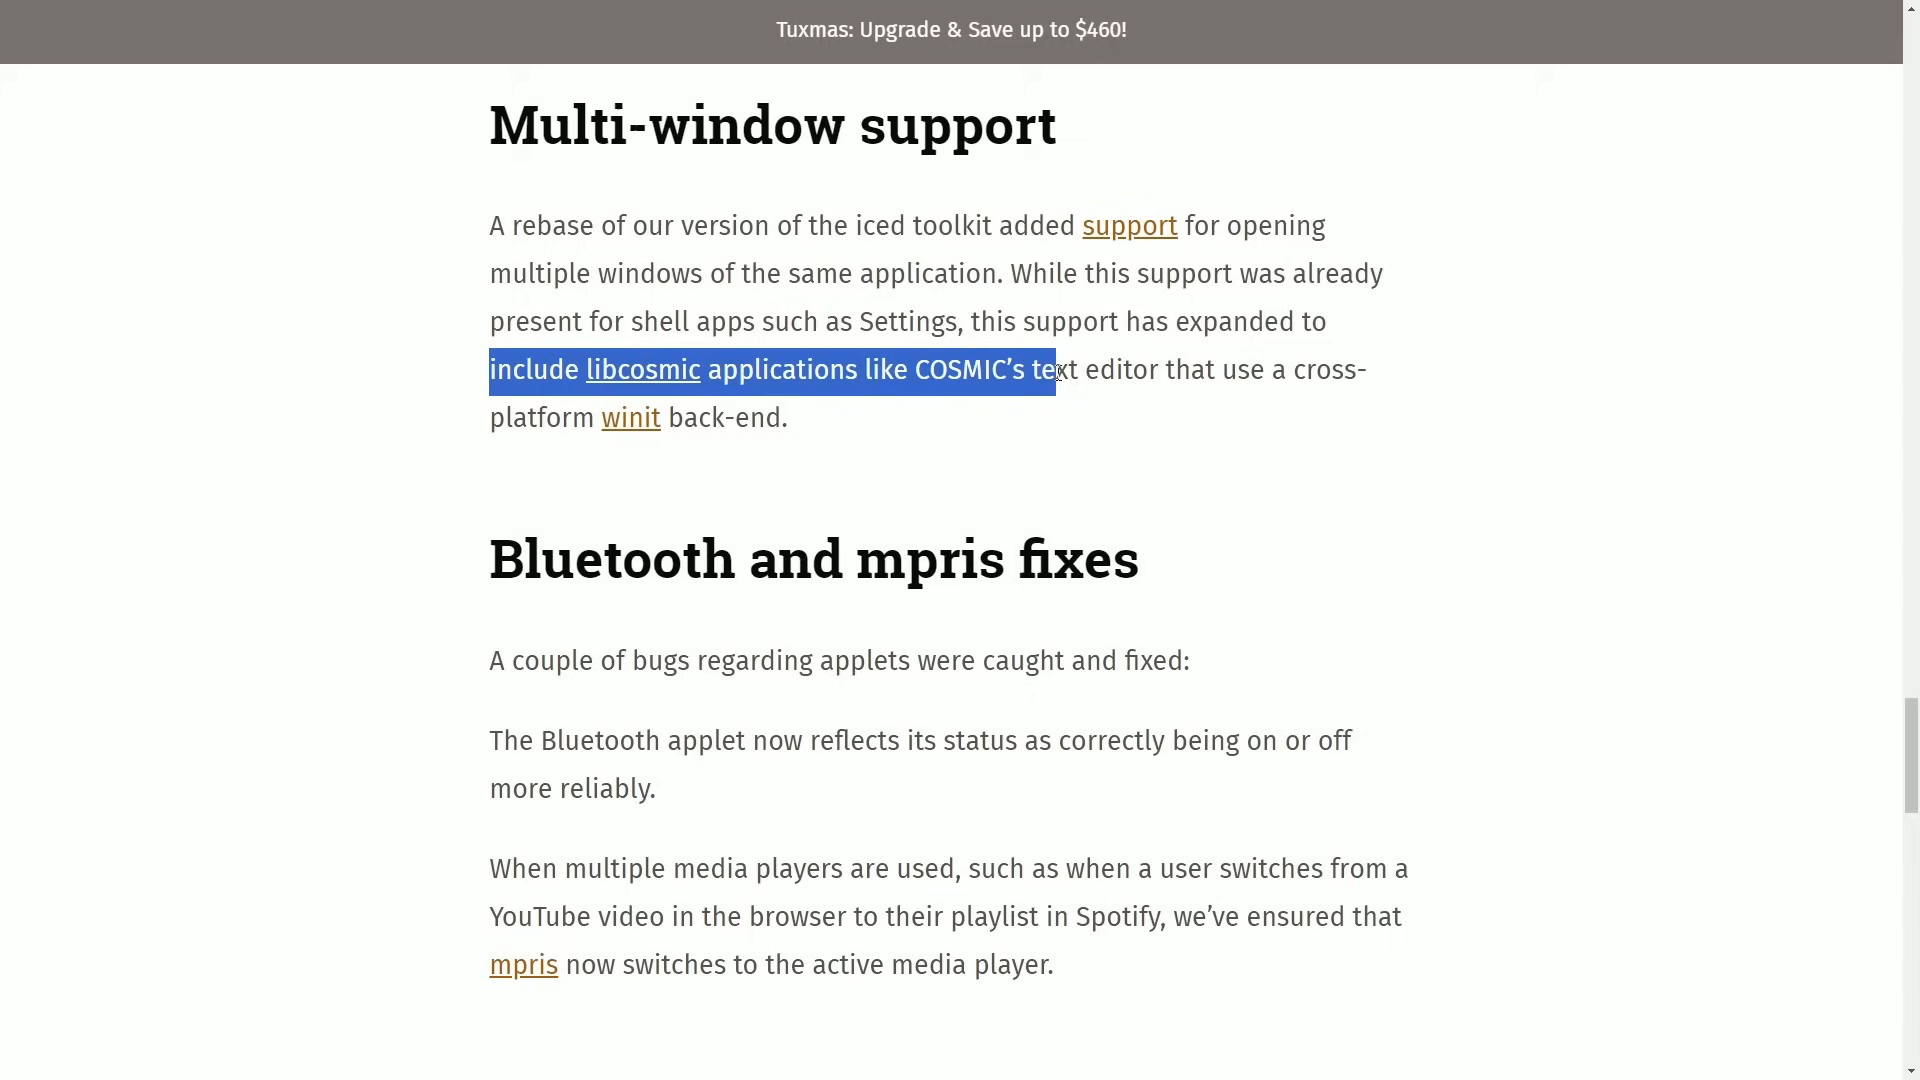 Tuxmas: Upgrade & Save up to $460!
Multi-window support
A rebase of our version of the iced toolkit added support for opening
multiple windows of the same application. While this support was already
present for shell apps such as Settings, this support has expanded to
include libcosmic applications like COSMIC’s text editor that use a cross-
platform winit back-end.
Bluetooth and mpris fixes
A couple of bugs regarding applets were caught and fixed:
The Bluetooth applet now reflects its status as correctly being on or off
more reliably.
When multiple media players are used, such as when a user switches from a
YouTube video in the browser to their playlist in Spotify, we’ve ensured that
mpris now switches to the active media player.